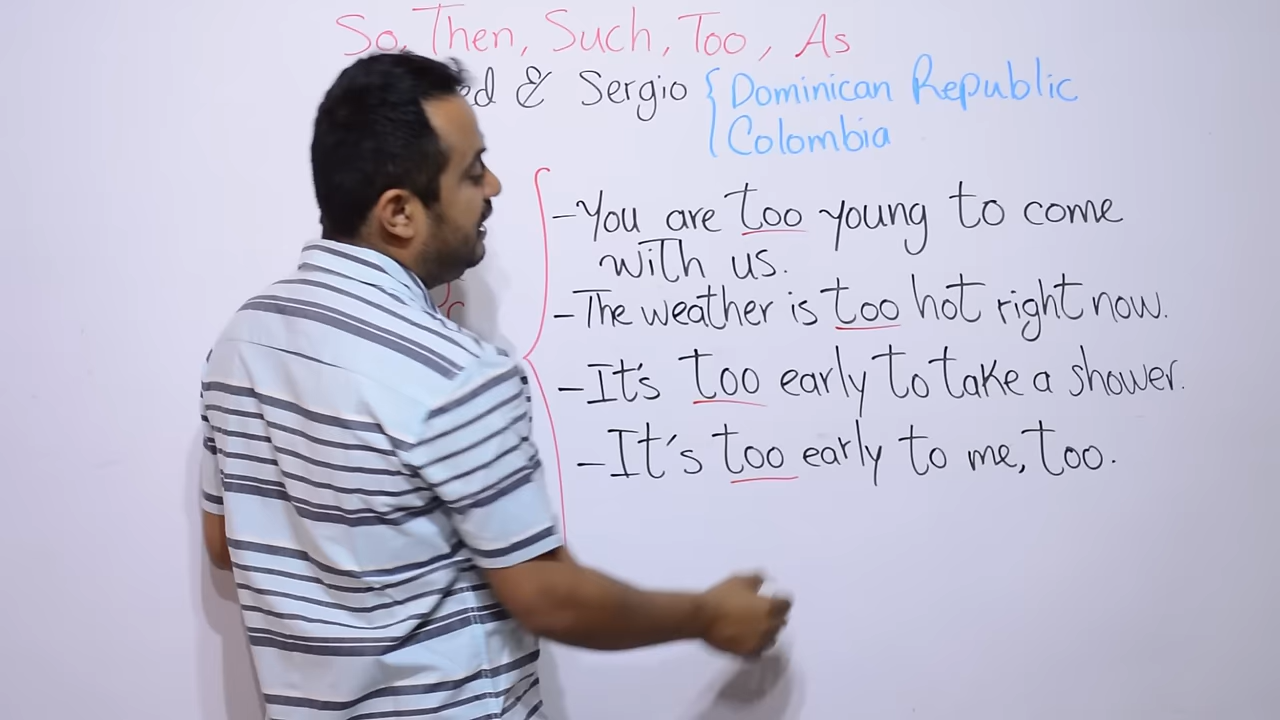 So, Then, Such, Too, As
& Sergio { Dominican Republic
Colombia
- You are too young to come
with us.
- The weather is too hot right now.
- It's too early to take a shower.
- It's too early to me, too.